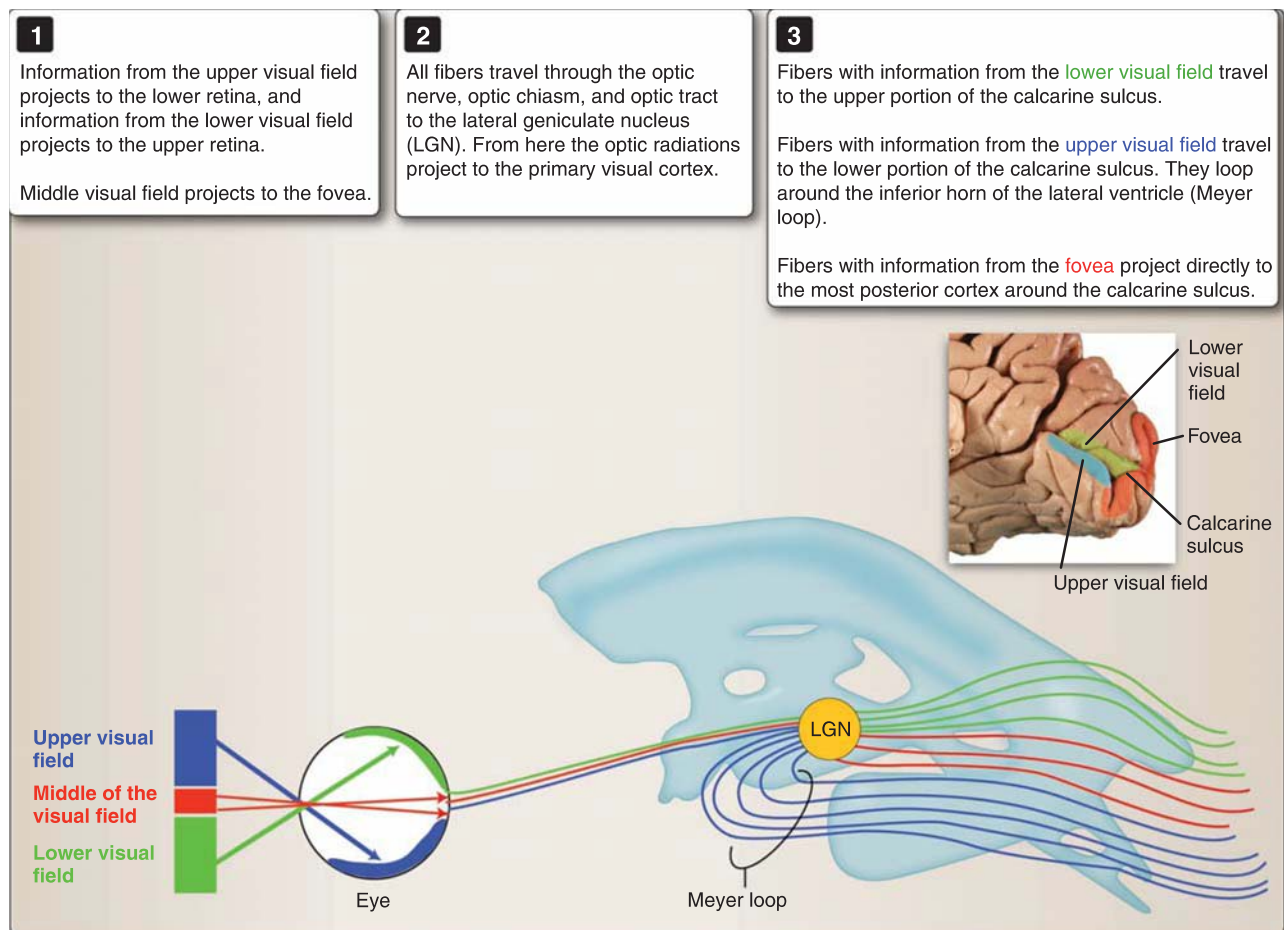 1
Information from the upper visual field
projects to the lower retina, and
information from the lower visual field
projects to the upper retina.
Middle visual field projects to the fovea.
2
All fibers travel through the optic
nerve, optic chiasm, and optic tract
to the lateral geniculate nucleus
(LGN). From here the optic radiations
project to the primary visual cortex.
3
Fibers with information from the lower visual field travel
to the upper portion of the calcarine sulcus.
Fibers with information from the upper visual field travel
to the lower portion of the calcarine sulcus. They loop
around the inferior horn of the lateral ventricle (Meyer
loop).
Fibers with information from the fovea project directly to
the most posterior cortex around the calcarine sulcus.
Lower
visual
field
Fovea
Calcarine
sulcus
Upper visual field
LGN
Upper visual
field
Middle of the
visual field
Lower visual
field
Eye
Meyer loop